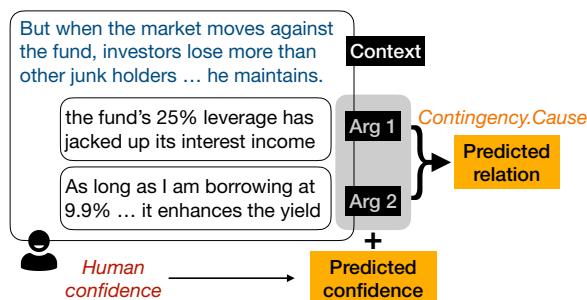 But when the market moves against
the fund, investors lose more than
other junk holders … he maintains.
Context
the fund's 25% leverage has
jacked up its interest income
Arg 1
Contingency.Cause
Predicted
relation
As long as I am borrowing at
9.9% … it enhances the yield
Arg 2
+
Human
confidence
Predicted
confidence